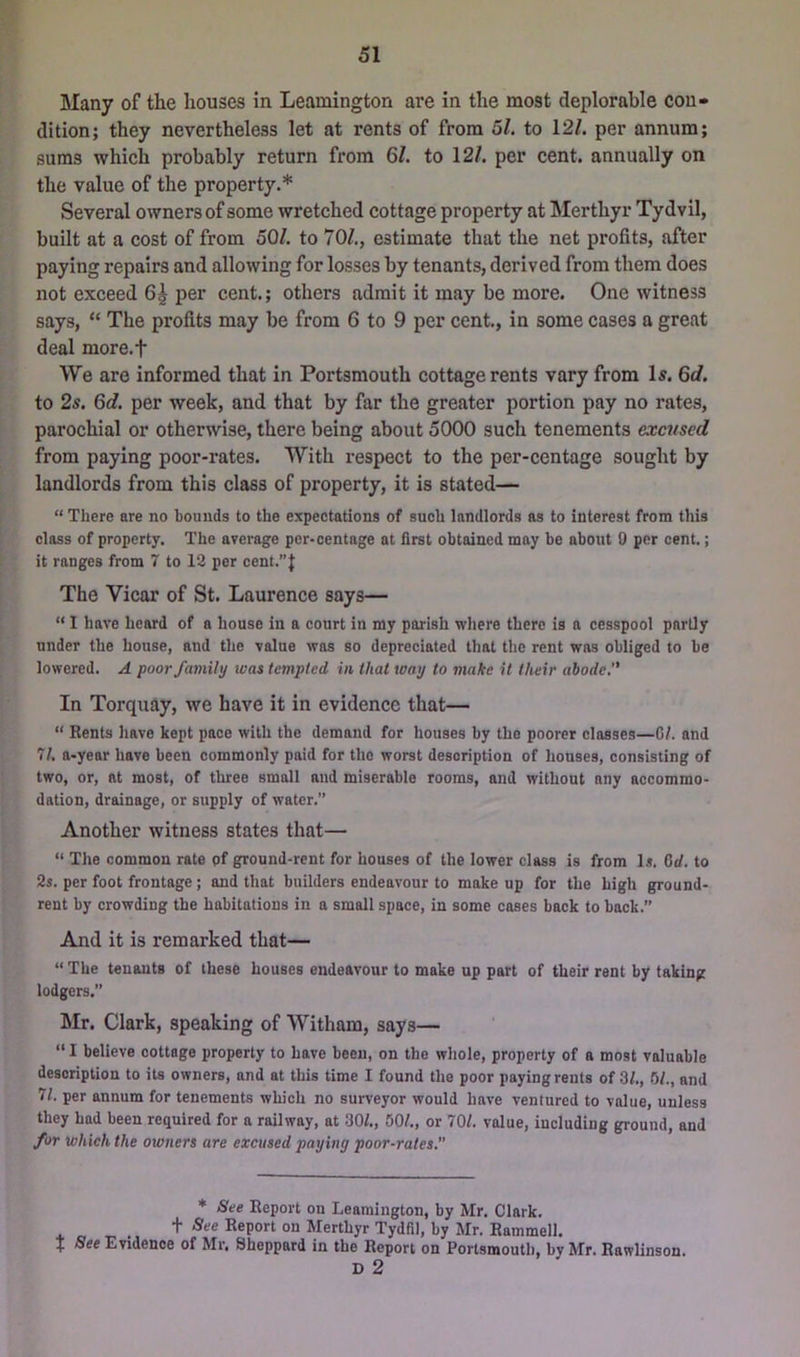 51
Many of the houses in Leamington are in the most deplorable con-
dition; they nevertheless let at rents of from 5l. to 12l. per annum;
sums which probably return from 6l. to 12l. per cent. annually on
the value of the property.*
Several owners of some wretched cottage property at Merthyr Tydvil,
built at a cost of from 50l. to 70l., estimate that the net profits, after
paying repairs and allowing for losses by tenants, derived from them does
not exceed 6½ per cent.; others admit it may be more. One witness
says, “ The profits may be from 6 to 9 per cent., in some cases a great
deal more.†
We are informed that in Portsmouth cottage rents vary from 1s. 6d.
to 2s. 6d. per week, and that by far the greater portion pay no rates,
parochial or otherwise, there being about 5000 such tenements excused
from paying poor-rates. With respect to the per-centage sought by
landlords from this class of property, it is stated—
“ There are no bounds to the expectations of such landlords as to interest from this
class of property. The average per-centage at first obtained may be about 9 per cent.;
it ranges from 7 to 12 per cent.”‡
The Vicar of St. Laurence says—
“ I have heard of a house in a court in my parish where there is a cesspool partly
under the house, and the value was so depreciated that the rent was obliged to be
lowered. A poor family was tempted in that way to make it their abode.”
In Torquay, we have it in evidence that—
“ Rents have kept pace with the demand for houses by the poorer classes—6l. and
7l. a-year have been commonly paid for the worst description of houses, consisting of
two, or, at most, of three small and miserable rooms, and without any accommo-
dation, drainage, or supply of water.”
Another witness states that—
“ The common rate of ground-rent for houses of the lower class is from 1s. 6d. to
2s. per foot frontage; and that builders endeavour to make up for the high ground-
rent by crowding the habitations in a small space, in some cases back to back.”
And it is remarked that—
“ The tenants of these houses endeavour to make up part of their rent by taking
lodgers.”
Mr. Clark, speaking of Witham, says—
“ I believe cottage property to have been, on the whole, property of a most valuable
description to its owners, and at this time I found the poor paying rents of 3l., 5l., and
7l. per annum for tenements which no surveyor would have ventured to value, unless
they had been required for a railway, at 30l., 50l., or 70l. value, including ground, and
for which the owners are excused paying poor-rates.”
* See Report on Leamington, by Mr. Clark.
† See Report on Merthyr Tydfil, by Mr. Rammell.
‡ See Evidence of Mr. Sheppard in the Report on Portsmouth, by Mr. Rawlinson.
D 2